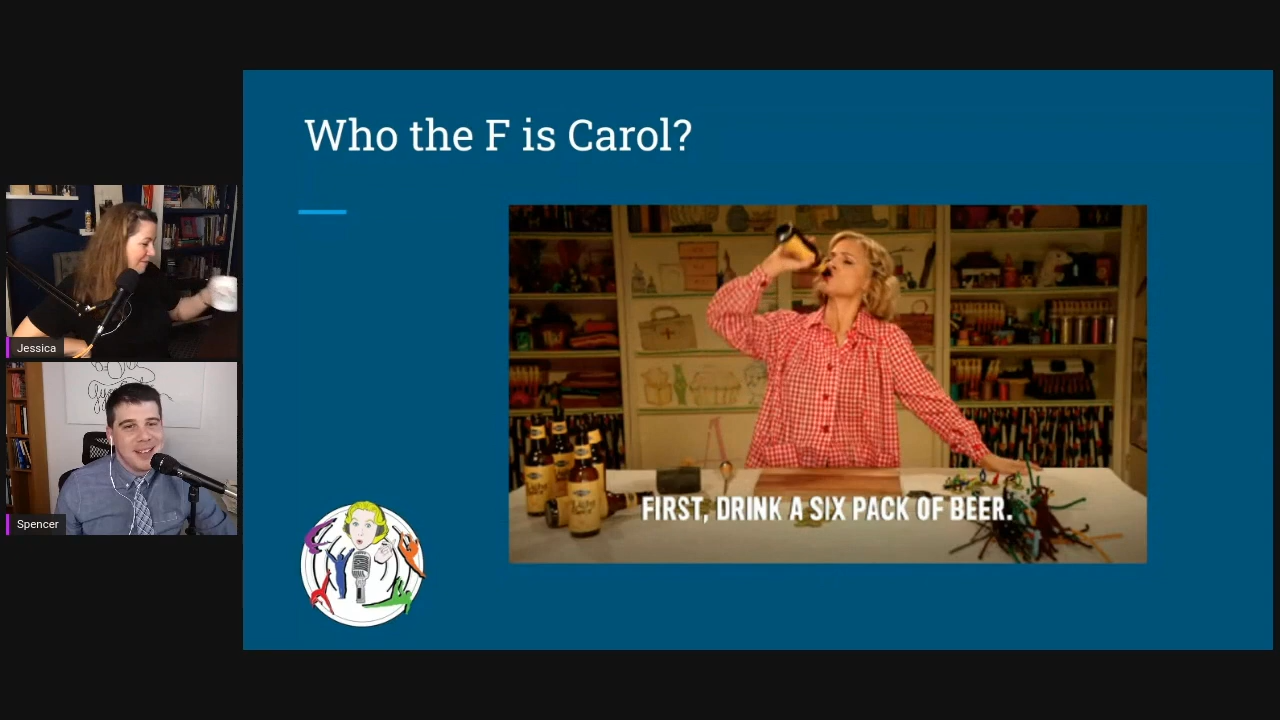 Who the F is Carol?
Jessica
FIRST, DRINK A SIX PACK OF BEER.
Spencer